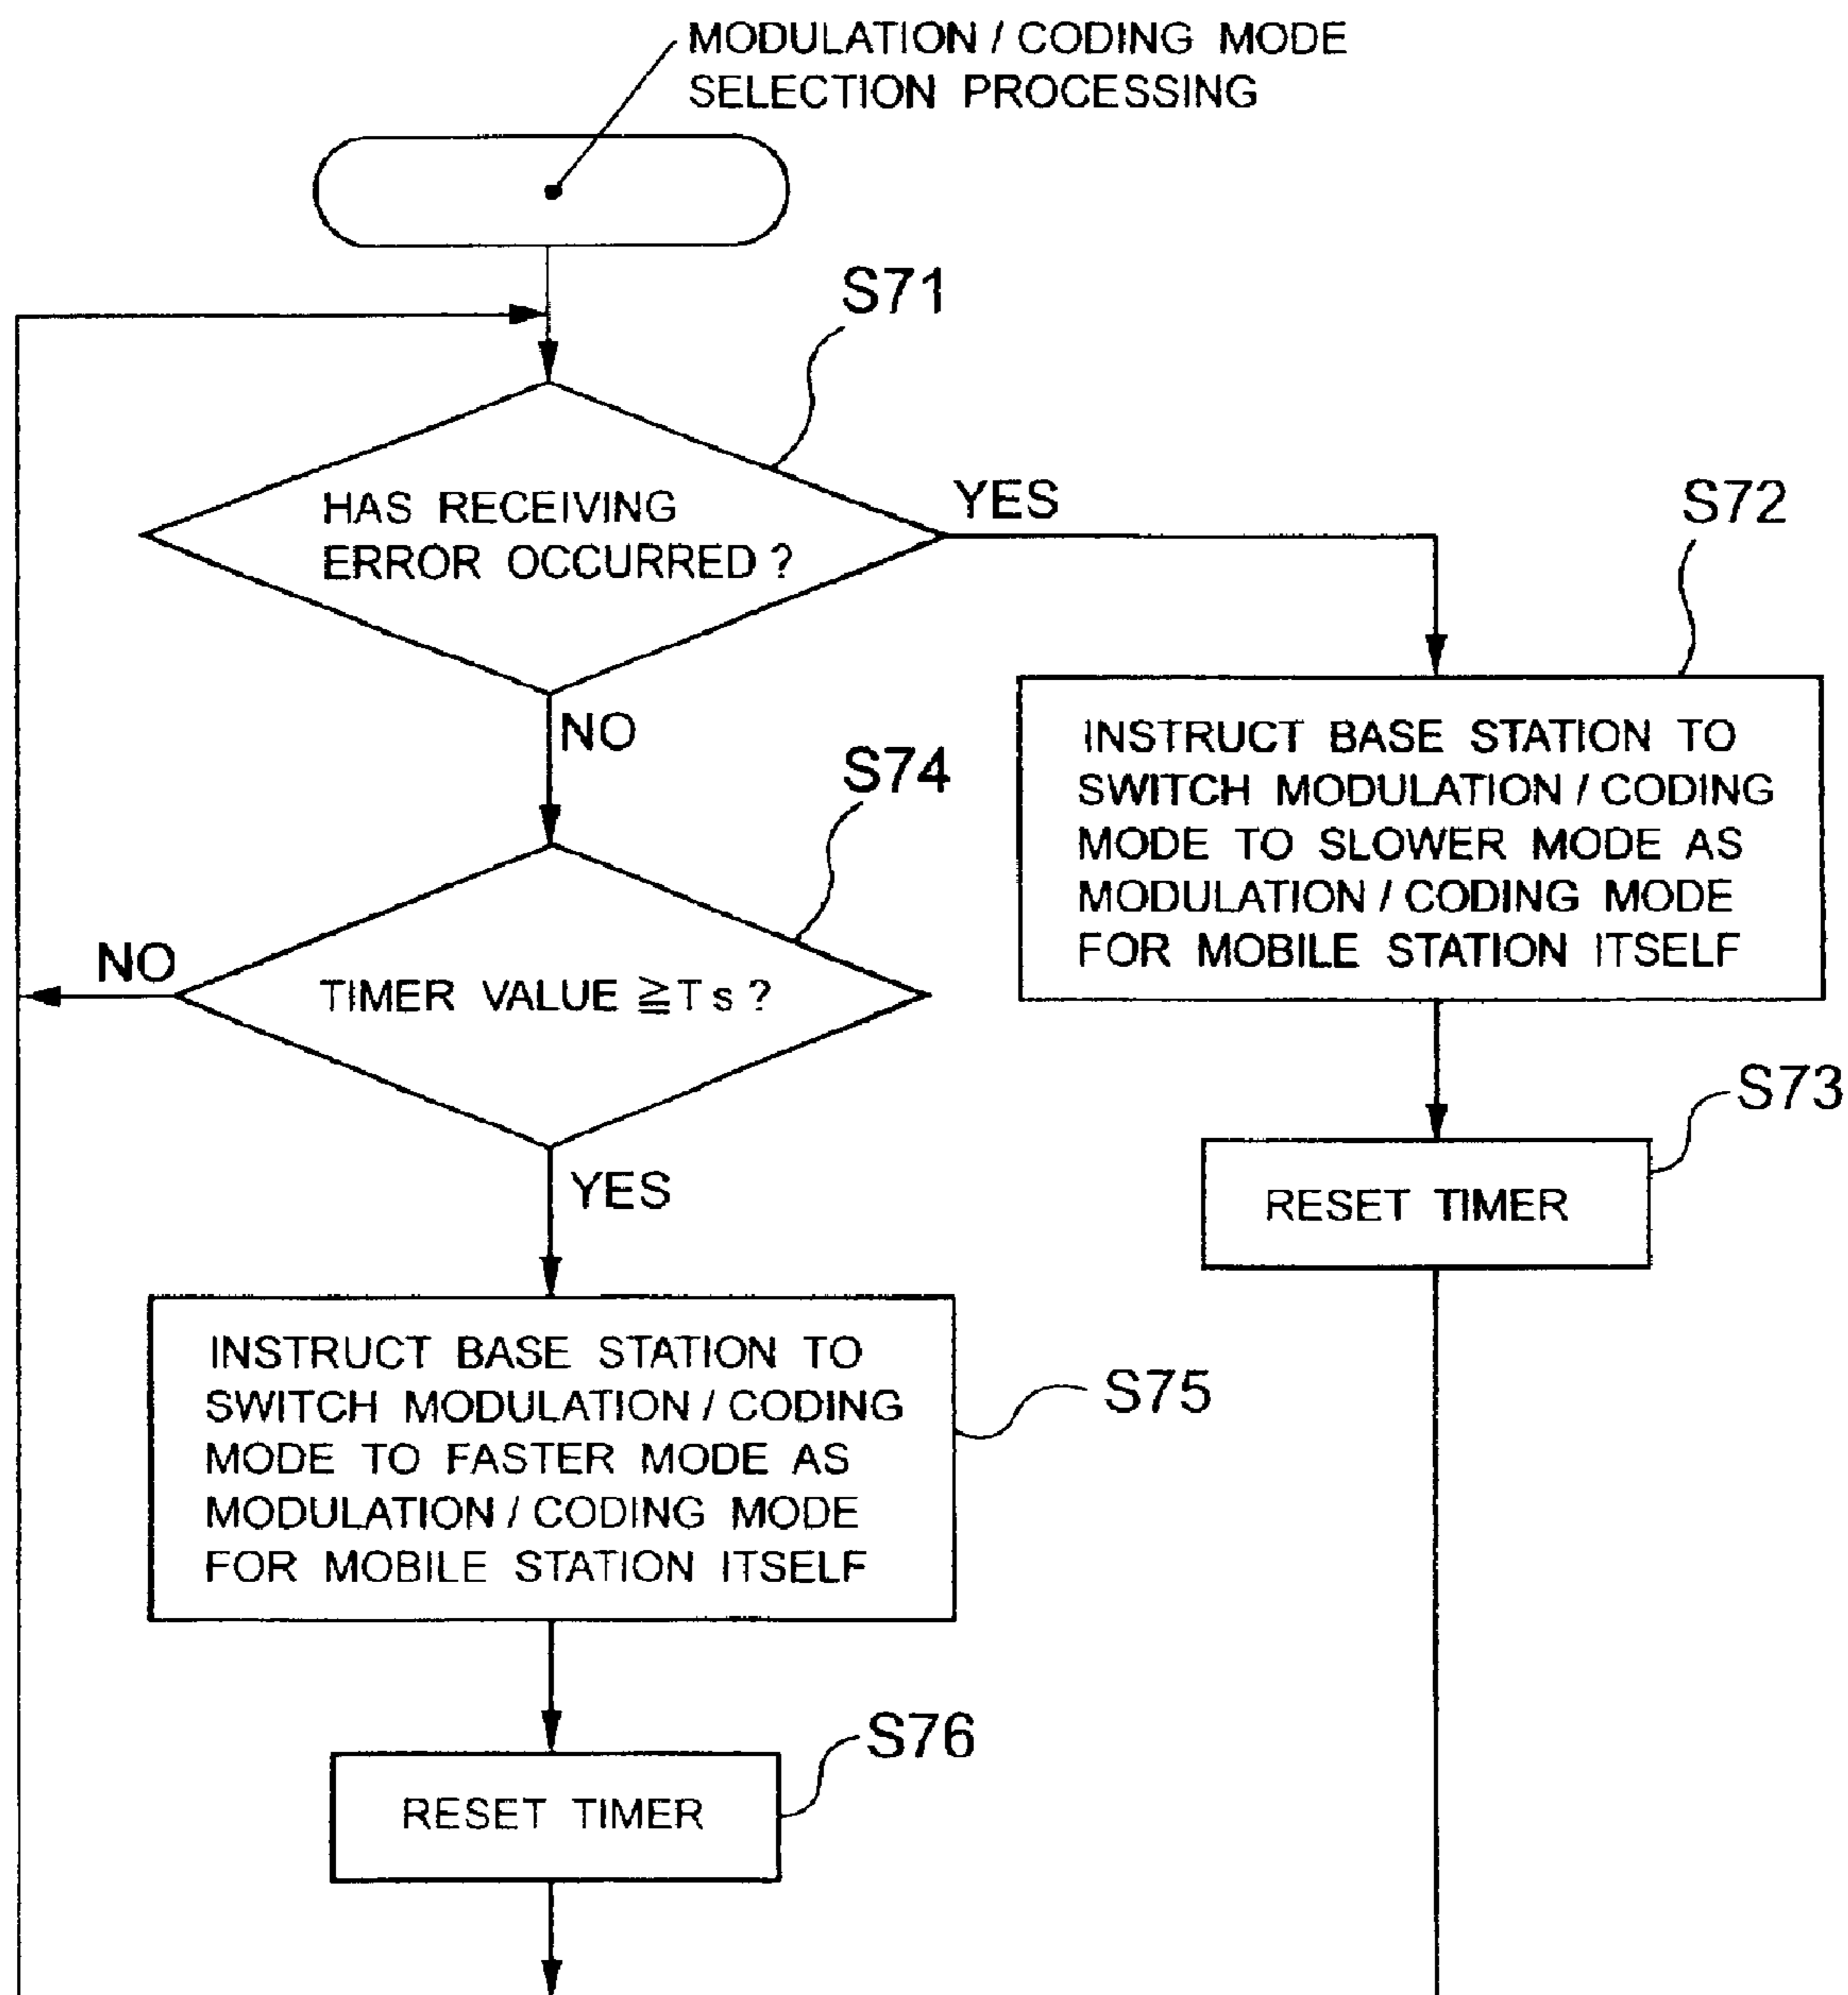 MODULATION / CODING MODE
SELECTION PROCESSING
S71
HAS RECEIVING
ERROR OCCURRED ?
YES
S72
INSTRUCT BASE STATION TO
SWITCH MODULATION / CODING
MODE TO SLOWER MODE AS
MODULATION / CODING MODE
FOR MOBILE STATION ITSELF
NO
S74
NO
TIMER VALUE ≧ T s ?
S73
RESET TIMER
YES
INSTRUCT BASE STATION TO
SWITCH MODULATION / CODING
MODE TO FASTER MODE AS
MODULATION / CODING MODE
FOR MOBILE STATION ITSELF
S75
S76
RESET TIMER